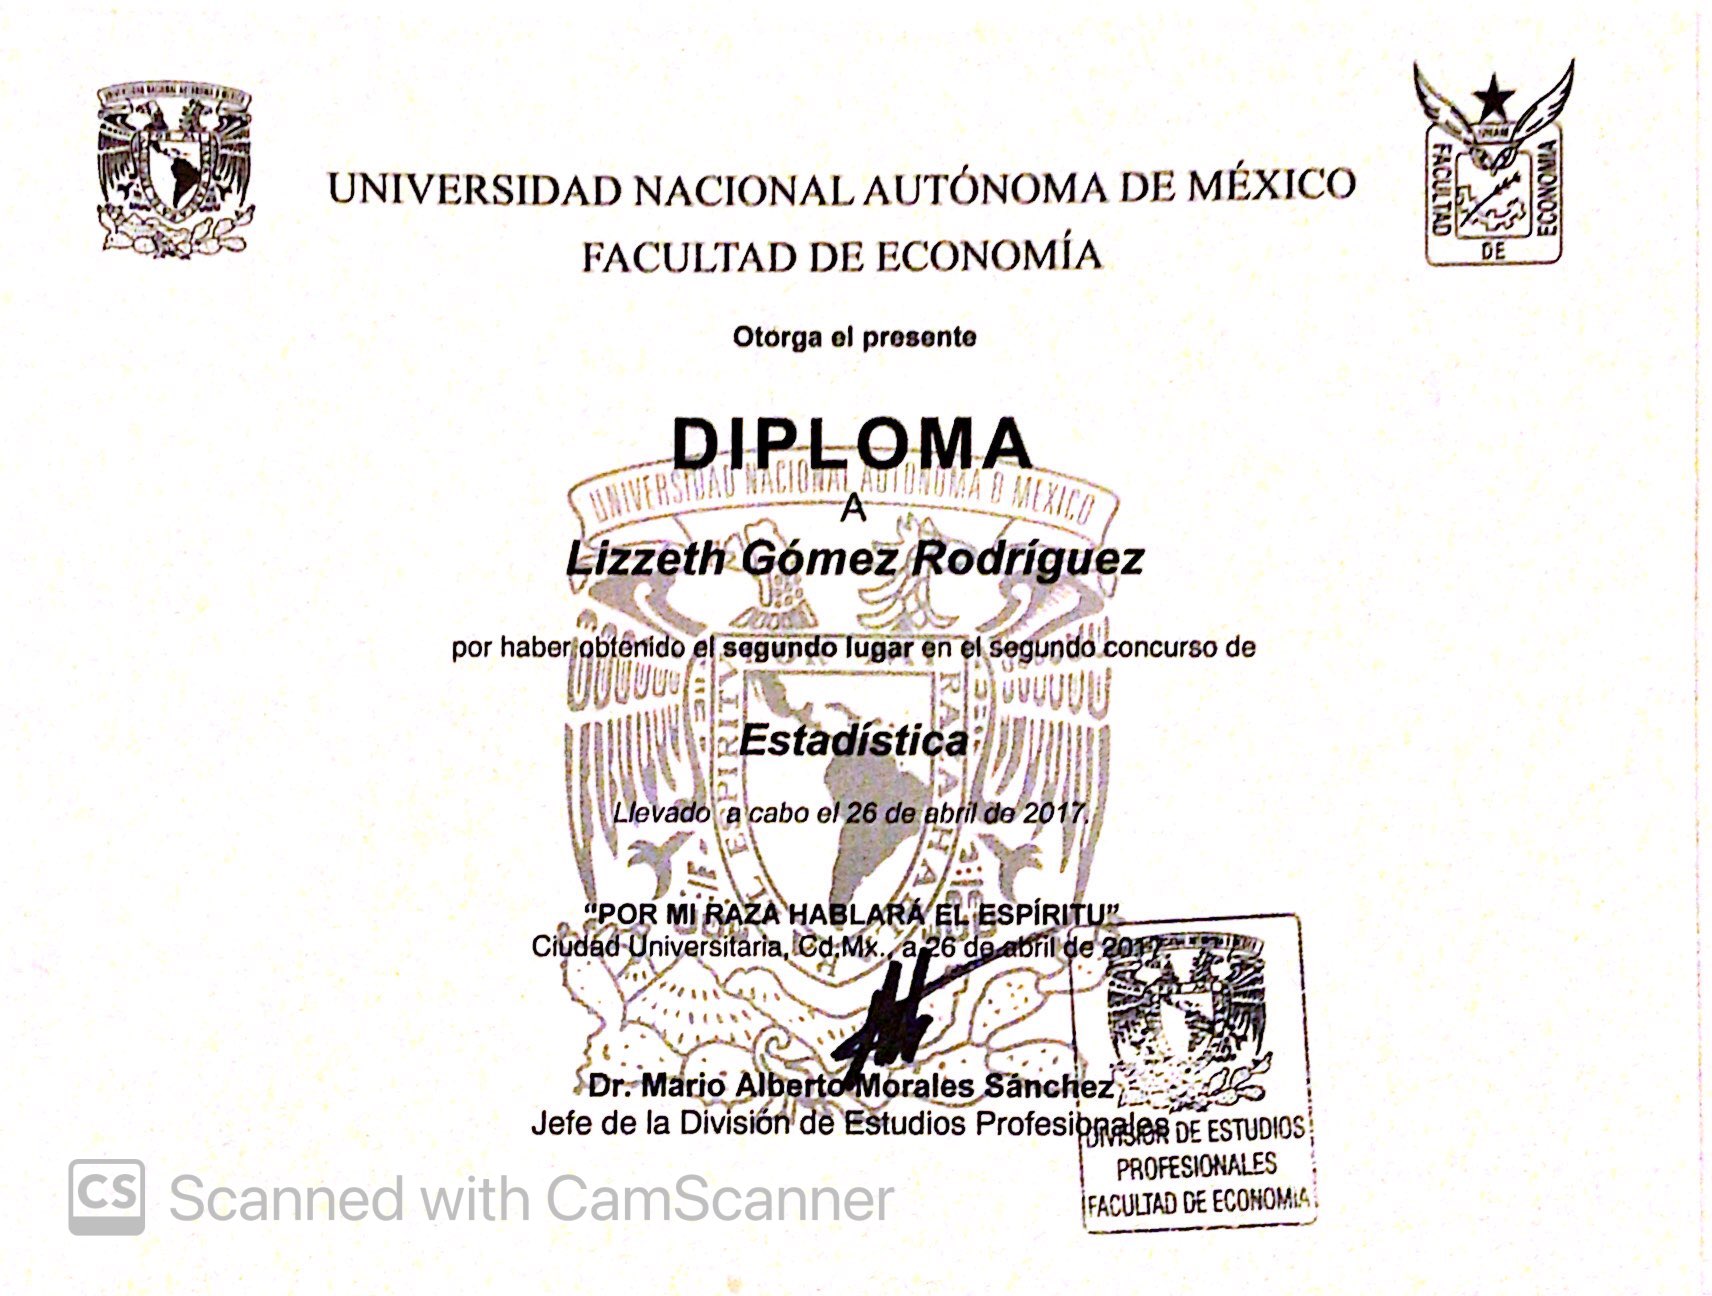 UNIVERSIDAD NACIONAL AUTÓNOMA DE MÉXICO
FACULTAD DE ECONOMÍA
UNAM
FACULTAD
DE
ECONOMIA
Otorga el presente
DIPLOMA
UNIVERSIDAD NACIONAL AUTONOMA D MEXICO
A
Lizzeth Gómez Rodríguez
por haber obtenido el segundo lugar en el segundo concurso de
Estadística
Llevado a cabo el 26 de abril de 2017.
“POR MI RAZA HABLARÁ EL ESPÍRITU”
Ciudad Universitaria, Cd.Mx., a 26 de abril de 2017
Dr. Mario Alberto Morales Sánchez
Jefe de la División de Estudios Profesionales
DIVISION DE ESTUDIOS
PROFESIONALES
FACULTAD DE ECONOMIA
CS Scanned with CamScanner